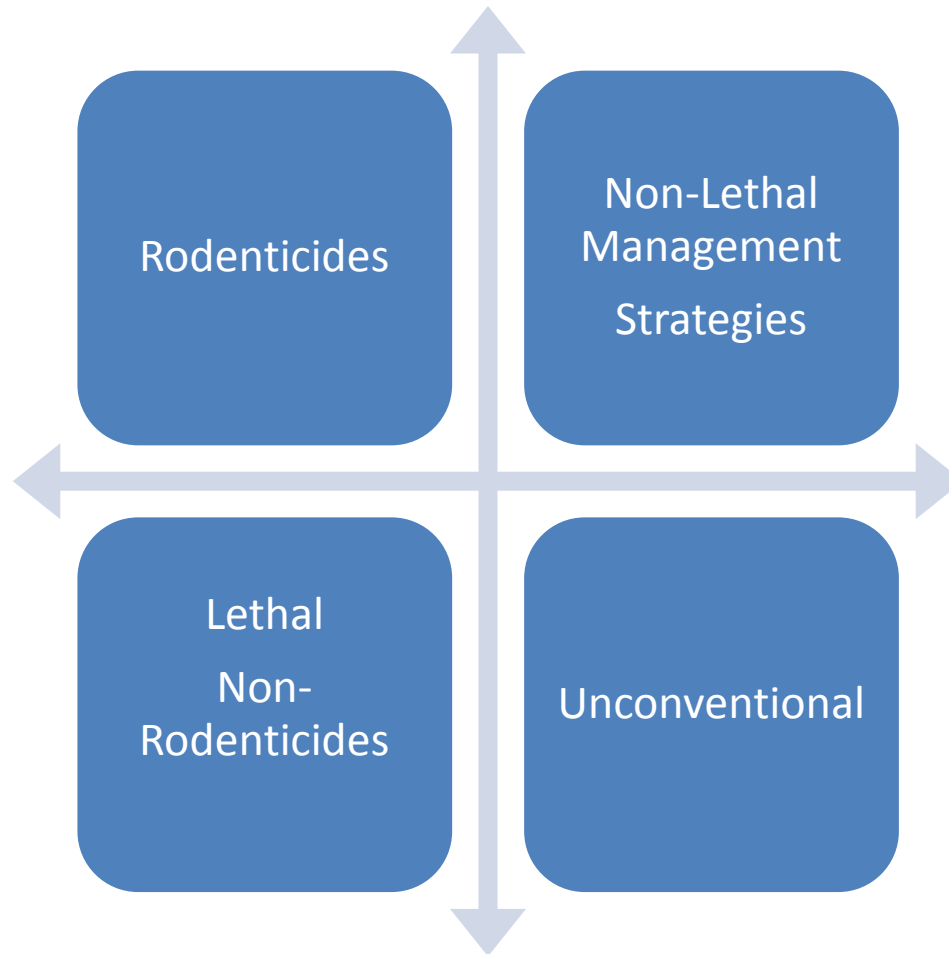 Rodenticides
Non-Lethal
Management
Strategies
Lethal
Non-
Rodenticides
Unconventional